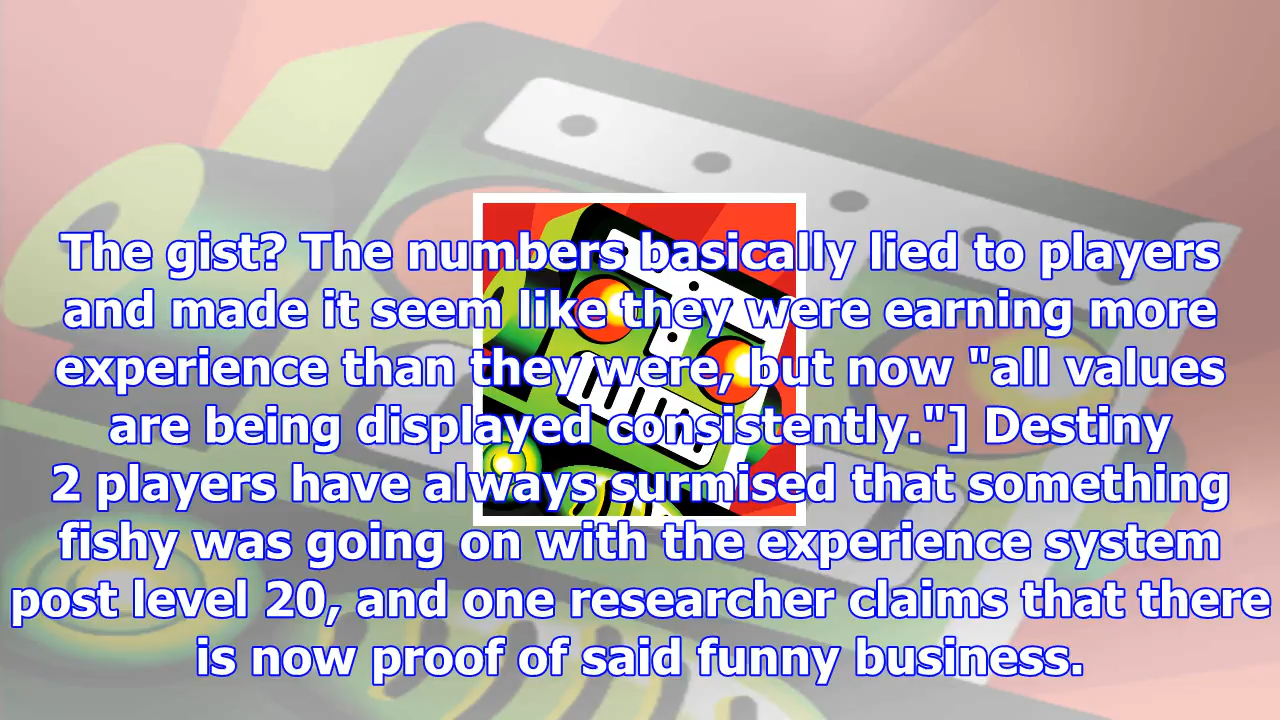 The gist? The numbers basically lied to players
and made it seem like they were earning more
experience than they were, but now "all values
are being displayed consistently."] Destiny
2 players have always surmised that something
fishy was going on with the experience system
post level 20, and one researcher claims that there
is now proof of said funny business.